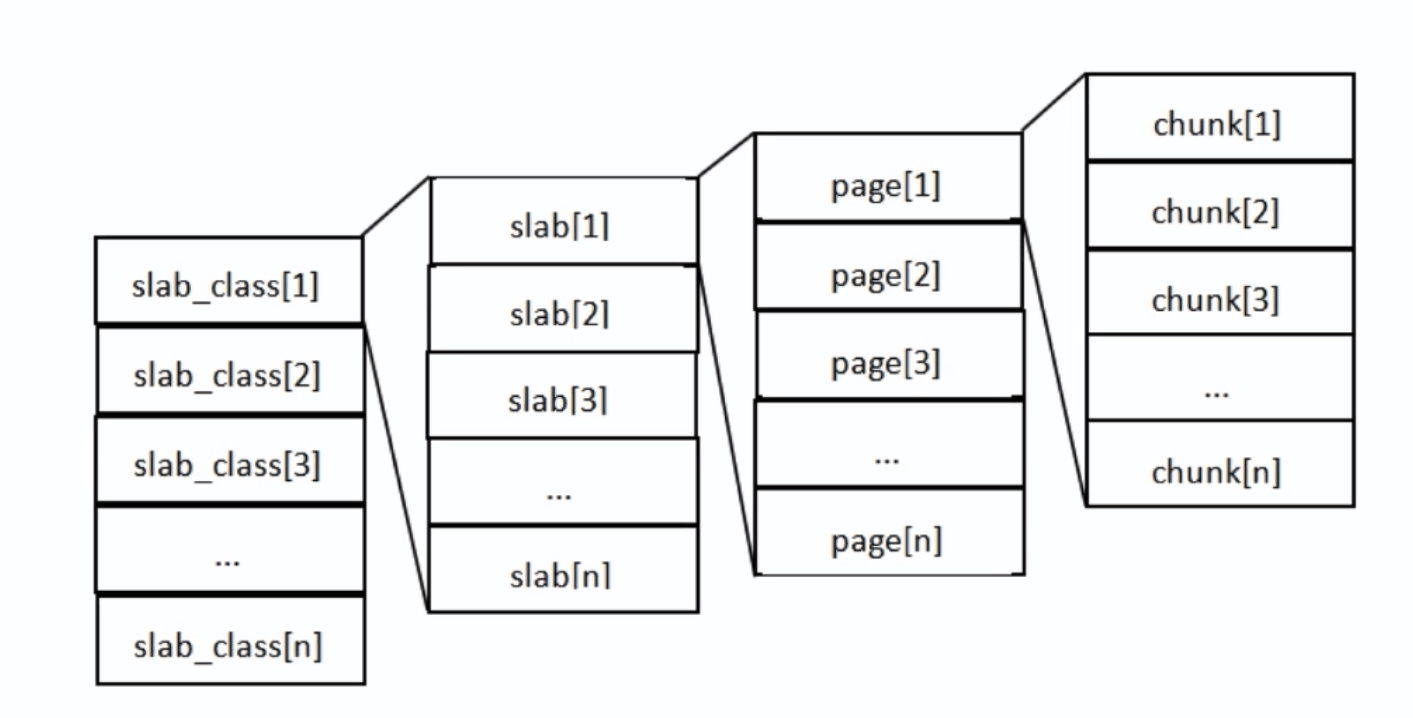 slab_class[1]
slab_class[2]
slab_class[3]
...
slab_class[n]
slab[1]
slab[2]
slab[3]
...
slab[n]
page[1]
page[2]
page[3]
...
page[n]
chunk[1]
chunk[2]
chunk[3]
...
chunk[n]